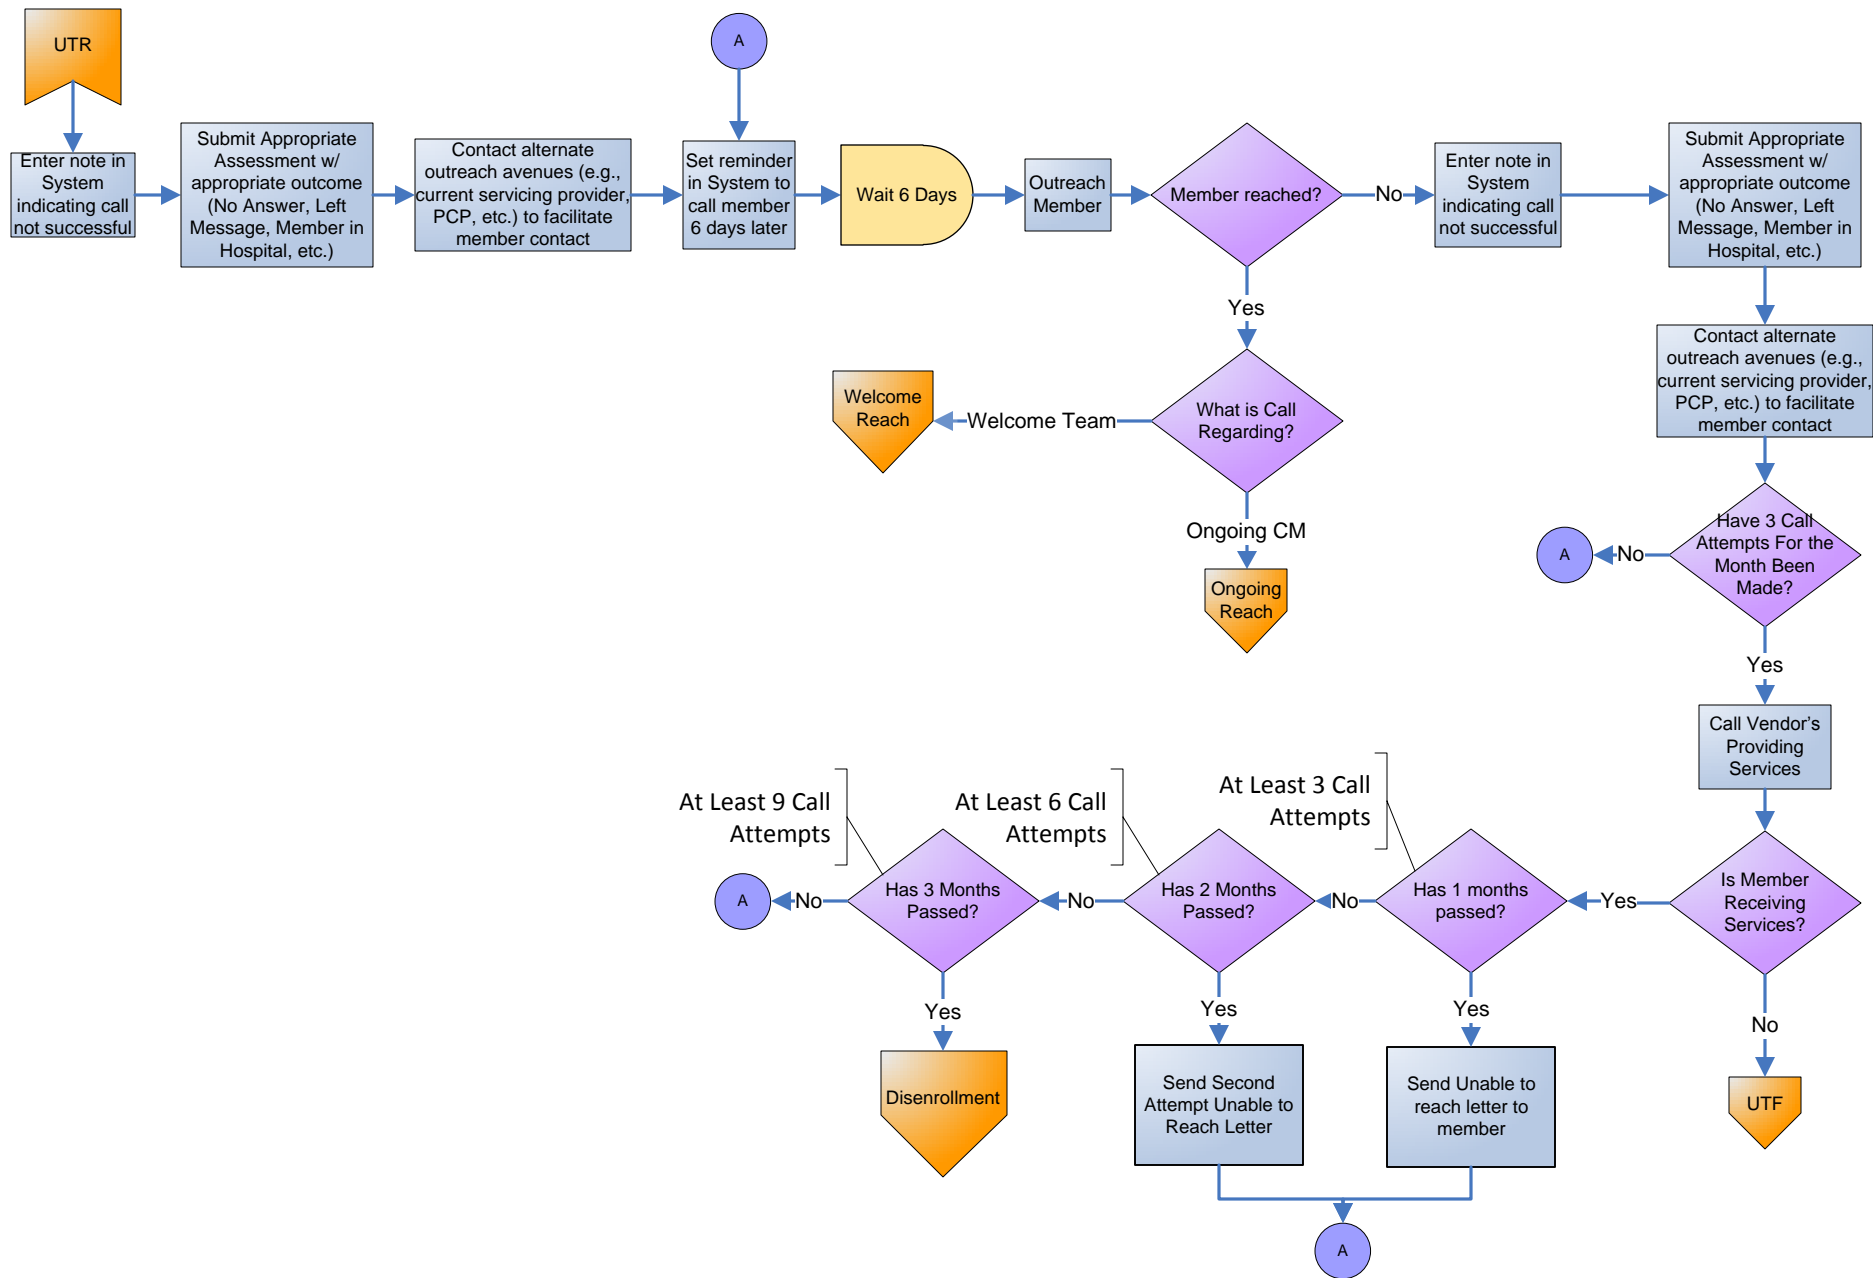 UTR
A
Enter note in
System
indicating call
not successful
Submit Appropriate
Assessment w/
appropriate outcome
(No Answer, Left
Message, Member in
Hospital, etc.)
Contact alternate
outreach avenues (e.g.,
current servicing provider,
PCP, etc.) to facilitate
member contact
Set reminder
in System to
call member
6 days later
Wait 6 Days
Outreach
Member
Member reached?
No
Enter note in
System
indicating call
not successful
Submit Appropriate
Assessment w/
appropriate outcome
(No Answer, Left
Message, Member in
Hospital, etc.)
Yes
Contact alternate
outreach avenues (e.g.,
current servicing provider,
PCP, etc.) to facilitate
member contact
Welcome
Reach
Welcome Team
What is Call
Regarding?
Ongoing CM
Ongoing
Reach
A
No
Have 3 Call
Attempts For the
Month Been
Made?
Yes
Call Vendor's
Providing
Services
At Least 9 Call
Attempts
At Least 6 Call
Attempts
At Least 3 Call
Attempts
A
No
Has 3 Months
Passed?
No
Has 2 Months
Passed?
No
Has 1 months
passed?
Yes
Is Member
Receiving
Services?
Yes
Yes
Yes
No
Disenrollment
Send Second
Attempt Unable to
Reach Letter
Send Unable to
reach letter to
member
UTF
A